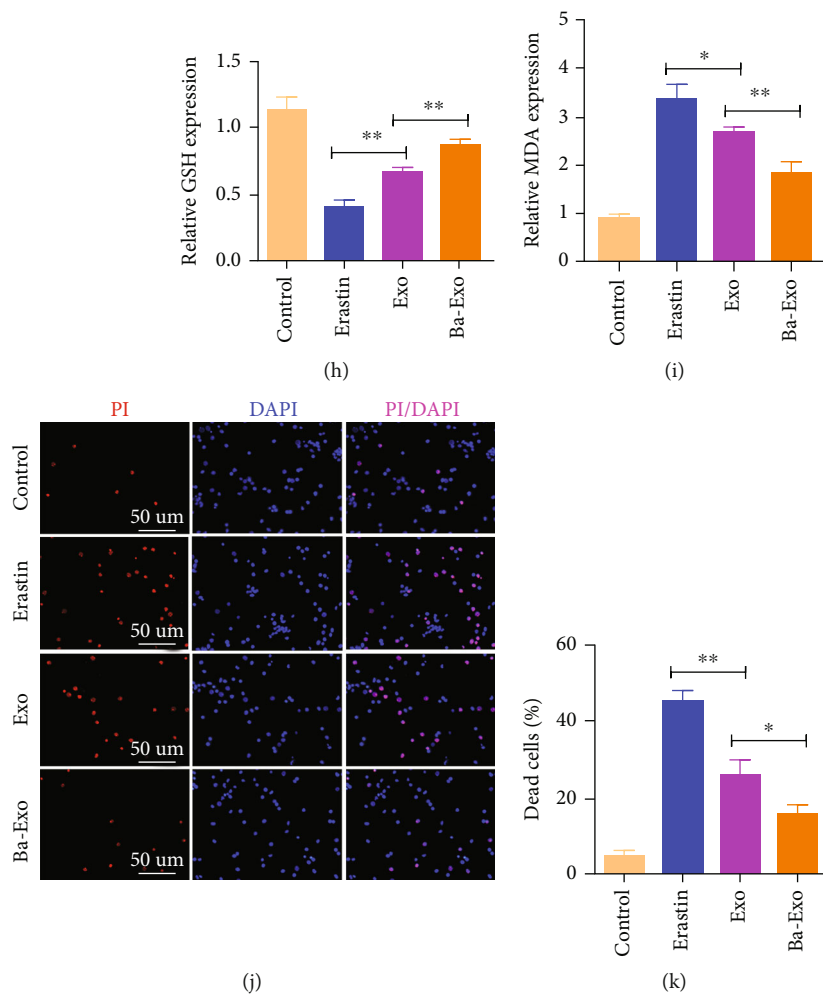 Relative GSH expression
1.5
1.0
0.5
0.0
**
**
Control
Erastin
Exo
Ba-Exo
(h)
Relative MDA expression
5
4
3
2
1
0
*
**
Control
Erastin
Exo
Ba-Exo
(i)
PI
DAPI
PI/DAPI
Control
50 um
Erastin
50 um
Exo
50 um
Ba-Exo
50 um
(j)
Dead cells (%)
60
40
20
0
**
*
Control
Erastin
Exo
Ba-Exo
(k)